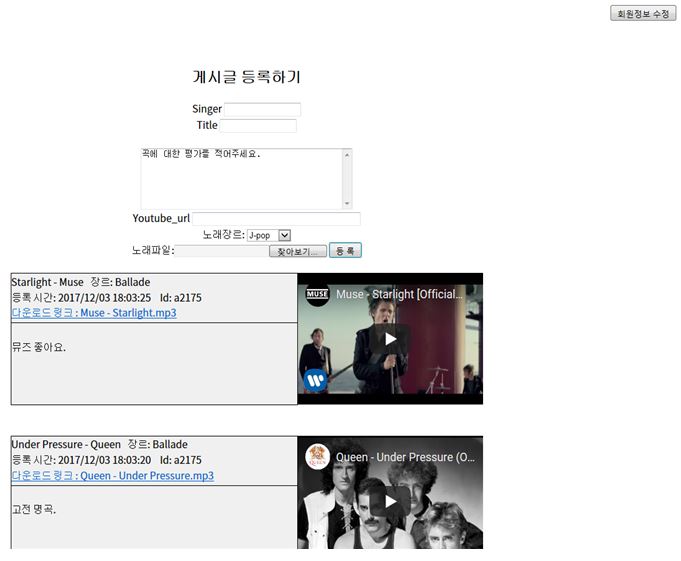 회원정보 수정
게시글 등록하기
Singer
Title
곡에 대한 평가를 적어주세요.
Youtube_url
노래장르: J-pop
노래파일: 찾아보기... 등 록
Starlight - Muse 장르: Ballade
등록 시간: 2017/12/03 18:03:25 Id: a2175
다운로드 링크 : Muse - Starlight.mp3
뮤즈 좋아요.
MUSE Muse - Starlight [Official...
Under Pressure - Queen 장르: Ballade
등록 시간: 2017/12/03 18:03:20 Id: a2175
다운로드 링크 : Queen - Under Pressure.mp3
고전 명곡.
QUEEN Queen - Under Pressure (O...